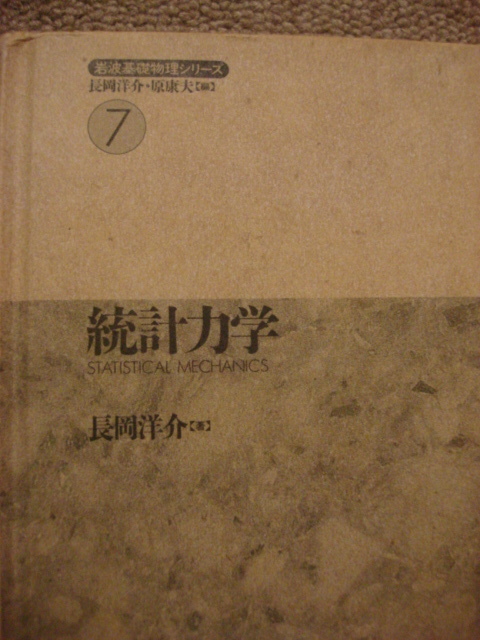 岩波基礎物理シリーズ
長岡洋介・原康夫【編】
7
統計力学
STATISTICAL MECHANICS
長岡洋介【著】